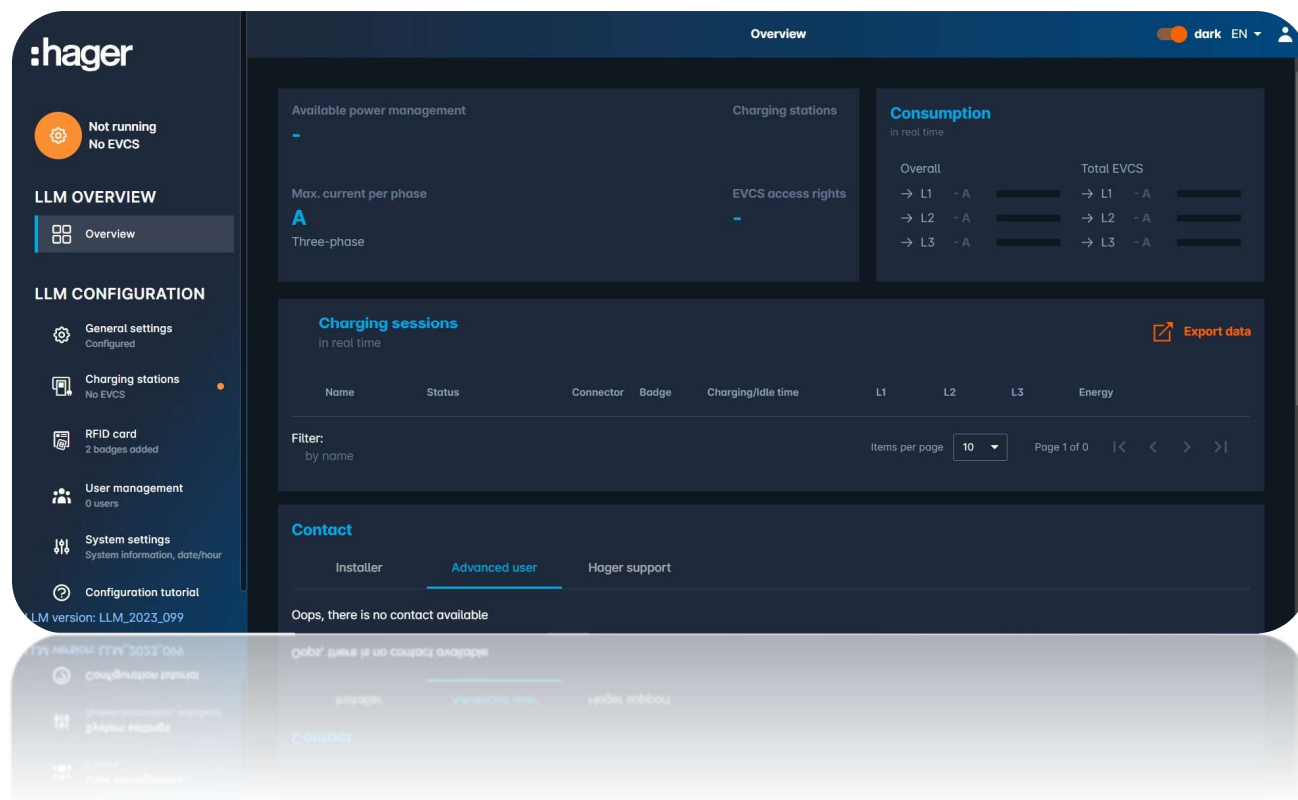 :hager
Overview
dark EN
Not running
No EVCS
LLM OVERVIEW
Overview
LLM CONFIGURATION
General settings
Configured
Charging stations
No EVCS
RFID card
2 badges added
User management
0 users
System settings
System information, date/hour
Configuration tutorial
LLM version: LLM_2023_099
Available power management
-
Charging stations
Max. current per phase
A
Three-phase
EVCS access rights
-
Consumption
in real time
Overall Total EVCS
→ L1 - A → L1 - A
→ L2 - A → L2 - A
→ L3 - A → L3 - A
Charging sessions
in real time
Export data
Name Status Connector Badge Charging/Idle time L1 L2 L3 Energy
Filter:
by name
Items per page 10 Page 1 of 0
Contact
Installer Advanced user Hager support
Oops, there is no contact available